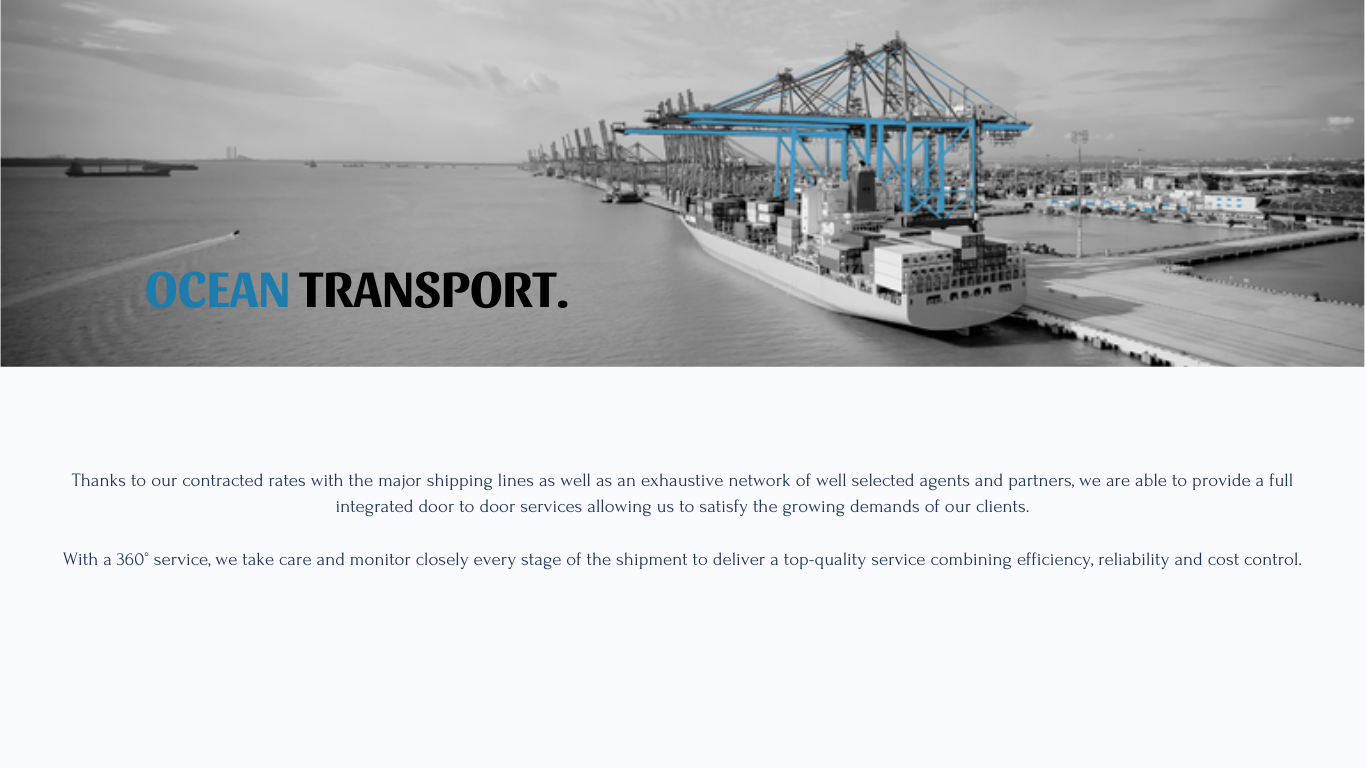 OCEAN TRANSPORT.
Thanks to our contracted rates with the major shipping lines as well as an exhaustive network of well selected agents and partners, we are able to provide a full
integrated door to door services allowing us to satisfy the growing demands of our clients.
With a 360° service, we take care and monitor closely every stage of the shipment to deliver a top-quality service combining efficiency, reliability and cost control.